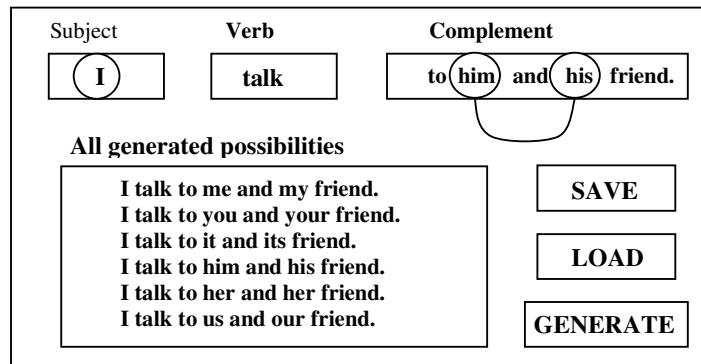 Subject Verb Complement
I talk to him and his friend.
All generated possibilities
I talk to me and my friend.
I talk to you and your friend.
I talk to it and its friend.
I talk to him and his friend.
I talk to her and her friend.
I talk to us and our friend.
SAVE
LOAD
GENERATE